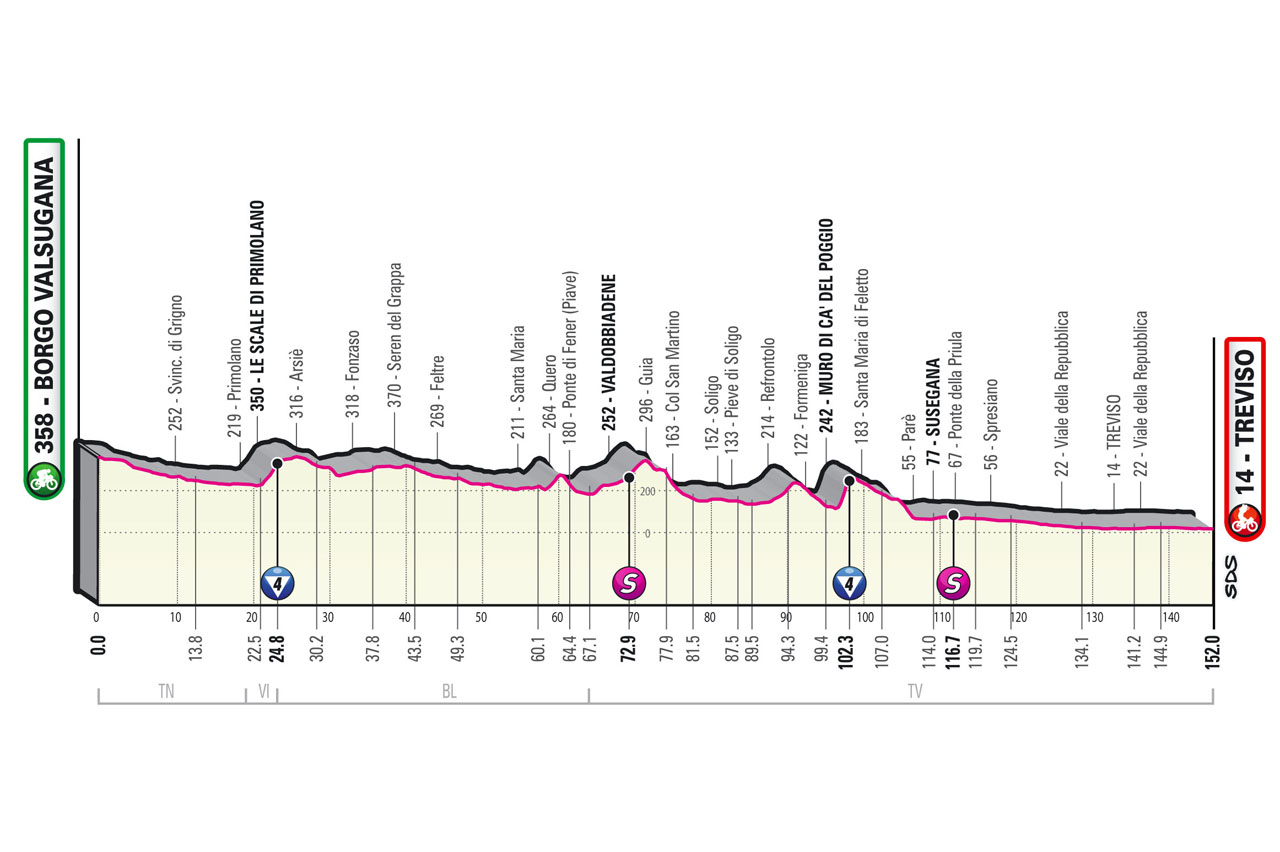 358 - BORGO VALSUGANA
252 - Svinc. di Grigno
219 - Primolano
350 - LE SCALE DI PRIMOLANO
316 - Arsiè
318 - Fonzaso
370 - Seren del Grappa
269 - Feltre
211 - Santa Maria
264 - Quero
180 - Ponte di Fener (Piave)
252 - VALDOBBIADENE
296 - Guia
163 - Col San Martino
152 - Soligo
133 - Pieve di Soligo
214 - Refrontolo
122 - Formeniga
242 - MURO DI CA' DEL POGGIO
183 - Santa Maria di Feletto
55 - Parè
77 - SUSEGANA
67 - Ponte della Priula
56 - Spresiano
22 - Viale della Repubblica
14 - TREVISO
22 - Viale della Repubblica
14 - TREVISO
200
0
4
S
4
S
SDS
0 10 20 30 40 50 60 70 80 90 100 110 120 130 140
0.0 13.8 22.5 24.8 30.2 37.8 43.5 49.3 60.1 64.4 67.1 72.9 77.9 81.5 87.5 89.5 94.3 99.4 102.3 107.0 114.0 116.7 119.7 124.5 134.1 141.2 144.9 152.0
TN VI BL TV